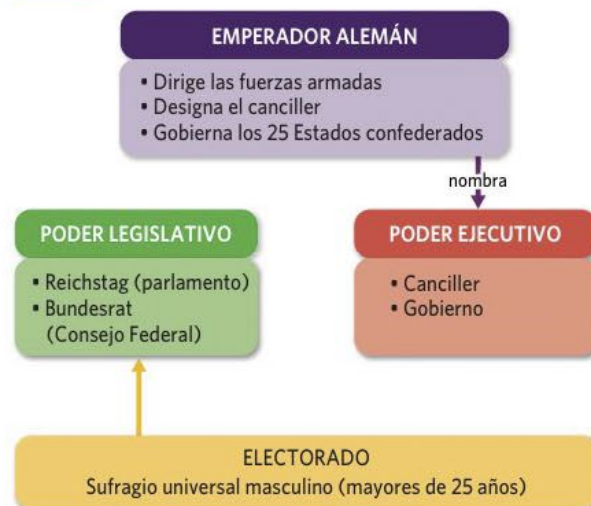 EMPERADOR ALEMÁN
▪ Dirige las fuerzas armadas
▪ Designa el canciller
▪ Gobierna los 25 Estados confederados
nombra
PODER LEGISLATIVO
▪ Reichstag (parlamento)
▪ Bundesrat
(Consejo Federal)
PODER EJECUTIVO
▪ Canciller
▪ Gobierno
ELECTORADO
Sufragio universal masculino (mayores de 25 años)